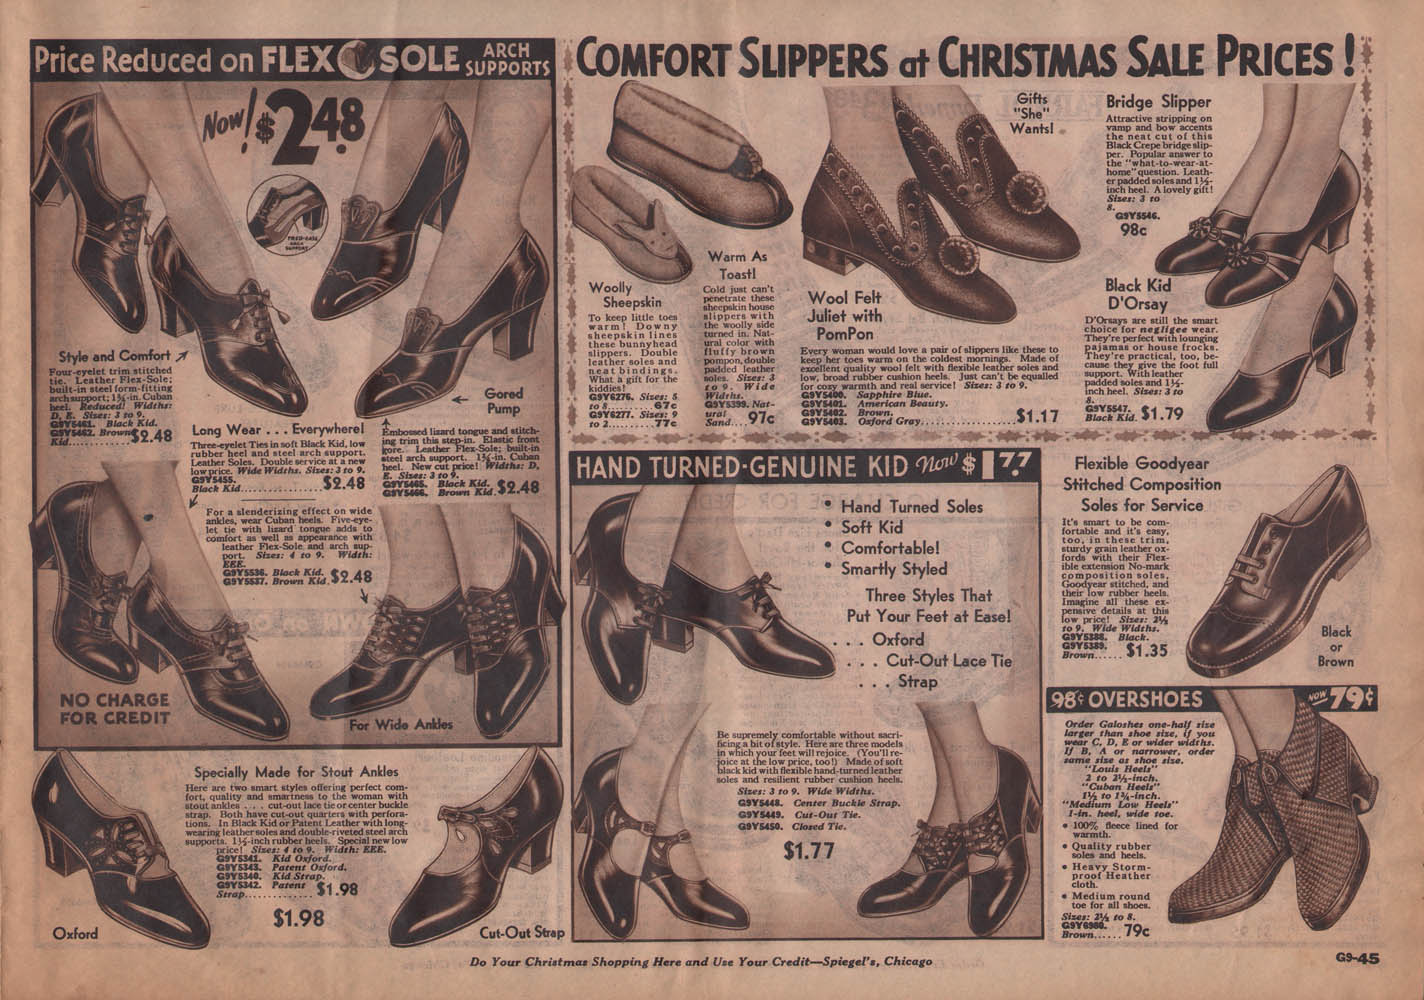 Price Reduced on FLEX SOLE ARCH SUPPORTS
Now! $2.48
TRED-EASE
ARCH
SUPPORT
Style and Comfort
Four-eyelet trim stitched
tie. Leather Flex-Sole;
built-in steel form-fitting
arch support; 1¾-in. Cuban
heel. Reduced! Widths:
D, E. Sizes: 3 to 9.
G9Y5461. Black Kid.
G9Y5462. Brown
Kid............ $2.48
Long Wear . . . Everywhere!
Three-eyelet Ties in soft Black Kid, low
rubber heel and steel arch support.
Leather Soles. Double service at a new
low price. Wide Widths. Sizes: 3 to 9.
G9Y5455.
Black Kid................ $2.48
Gored
Pump
Embossed lizard tongue and stitch-
ing trim this step-in. Elastic front
gore. Leather Flex-Sole; built-in
steel arch support. 1¾-in. Cuban
heel. New cut price! Widths: D,
E. Sizes: 3 to 9.
G9Y5465. Black Kid.
G9Y5466. Brown Kid. $2.48
For a slenderizing effect on wide
ankles, wear Cuban heels. Five-eye-
let tie with lizard tongue adds to
comfort as well as appearance with
leather Flex-Sole and arch sup-
port. Sizes: 4 to 9. Width:
EEE.
G9Y5536. Black Kid.
G9Y5537. Brown Kid. $2.48
NO CHARGE
FOR CREDIT
For Wide Ankles
Specially Made for Stout Ankles
Here are two smart styles offering perfect com-
fort, quality and smartness to the woman with
stout ankles . . . cut-out lace tie or center buckle
strap. Both have cut-out quarters with perfora-
tions. In Black Kid or Patent Leather with long-
wearing leather soles and double-riveted steel arch
supports. 1½-inch rubber heels. Special new low
price! Sizes: 4 to 9. Width: EEE.
G9Y5341. Kid Oxford.
G9Y5343. Patent Oxford.
G9Y5340. Kid Strap.
G9Y5342. Patent
Strap.............. $1.98
$1.98
Oxford
Cut-Out Strap
COMFORT SLIPPERS at CHRISTMAS SALE PRICES!
Woolly
Sheepskin
To keep little toes
warm! Downy
sheepskin lines
these bunnyhead
slippers. Double
leather soles and
neat bindings.
What a gift for the
kiddies!
G9Y6276. Sizes: 5
to 8............ 67c
G9Y6277. Sizes: 9
to 2............ 77c
Warm As
Toast!
Cold just can't
penetrate these
sheepskin house
slippers with
the woolly side
turned in. Nat-
ural color with
fluffy brown
pompon, double
padded leather
soles. Sizes: 3
to 9. Wide
Widths.
G9Y5399. Nat-
ural
Sand.... 97c
Wool Felt
Juliet with
PomPon
Every woman would love a pair of slippers like these to
keep her toes warm on the coldest mornings. Made of
excellent quality wool felt with flexible leather soles and
low, broad rubber cushion heels. Just can't be equalled
for cozy warmth and real service! Sizes: 3 to 9.
G9Y5400. Sapphire Blue.
G9Y5401. American Beauty.
G9Y5402. Brown.
G9Y5403. Oxford Gray.................. $1.17
Gifts
"She"
Wants!
Bridge Slipper
Attractive stripping on
vamp and bow accents
the neat cut of this
Black Crepe bridge slip-
per. Popular answer to
the "what-to-wear-at-
home" question. Leath-
er padded soles and 1½-
inch heel. A lovely gift!
Sizes: 3 to
8.
G9Y5546.
98c
Black Kid
D'Orsay
D'Orsays are still the smart
choice for negligee wear.
They're perfect with lounging
pajamas or house frocks.
They're practical, too, be-
cause they give the foot full
support. With leather
padded soles and 1½-
inch heel. Sizes: 3 to
8.
G9Y5547.
Black Kid. $1.79
HAND TURNED-GENUINE KID now $1.77
• Hand Turned Soles
• Soft Kid
• Comfortable!
• Smartly Styled
Three Styles That
Put Your Feet at Ease!
. . . Oxford
. . . Cut-Out Lace Tie
. . . Strap
Be supremely comfortable without sacri-
ficing a bit of style. Here are three models
in which your feet will rejoice. (You'll re-
joice at the low price, too!) Made of soft
black kid with flexible hand-turned leather
soles and resilient rubber cushion heels.
Sizes: 3 to 9. Wide Widths.
G9Y5448. Center Buckle Strap.
G9Y5449. Cut-Out Tie.
G9Y5450. Closed Tie.
$1.77
Flexible Goodyear
Stitched Composition
Soles for Service
It's smart to be com-
fortable and it's easy,
too, in these trim,
sturdy grain leather ox-
fords with their Flex-
ible extension No-mark
composition soles,
Goodyear stitched, and
their low rubber heels.
Imagine all these ex-
pensive details at this
low price! Sizes: 2½
to 9. Wide Widths.
G9Y5388. Black.
G9Y5389.
Brown...... $1.35
Black
or
Brown
98¢ OVERSHOES NOW 79¢
Order Galoshes one-half size
larger than shoe size, if you
wear C, D, E or wider widths.
If B, A or narrower, order
same size as shoe size.
"Louis Heels"
2 to 2½-inch.
"Cuban Heels"
1½ to 1¾-inch.
"Medium Low Heels"
1-in. heel, wide toe.
• 100% fleece lined for
warmth.
• Quality rubber
soles and heels.
• Heavy Storm-
proof Heather
cloth.
• Medium round
toe for all shoes.
Sizes: 2½ to 8.
G9Y6980.
Brown...... 79c
Do Your Christmas Shopping Here and Use Your Credit—Spiegel's, Chicago
G9-45